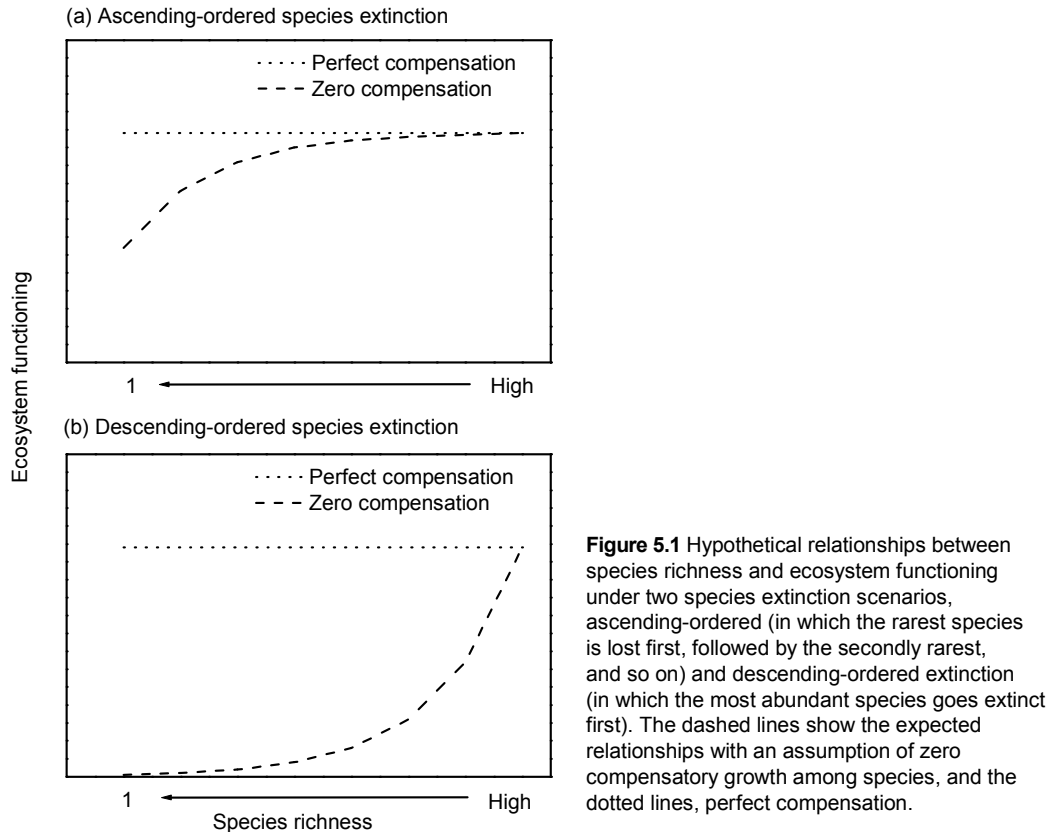 (a) Ascending-ordered species extinction
Perfect compensation
Zero compensation
1
High
Ecosystem functioning
(b) Descending-ordered species extinction
Perfect compensation
Zero compensation
1
High
Species richness
Figure 5.1 Hypothetical relationships between
species richness and ecosystem functioning
under two species extinction scenarios,
ascending-ordered (in which the rarest species
is lost first, followed by the secondly rarest,
and so on) and descending-ordered extinction
(in which the most abundant species goes extinct
first). The dashed lines show the expected
relationships with an assumption of zero
compensatory growth among species, and the
dotted lines, perfect compensation.